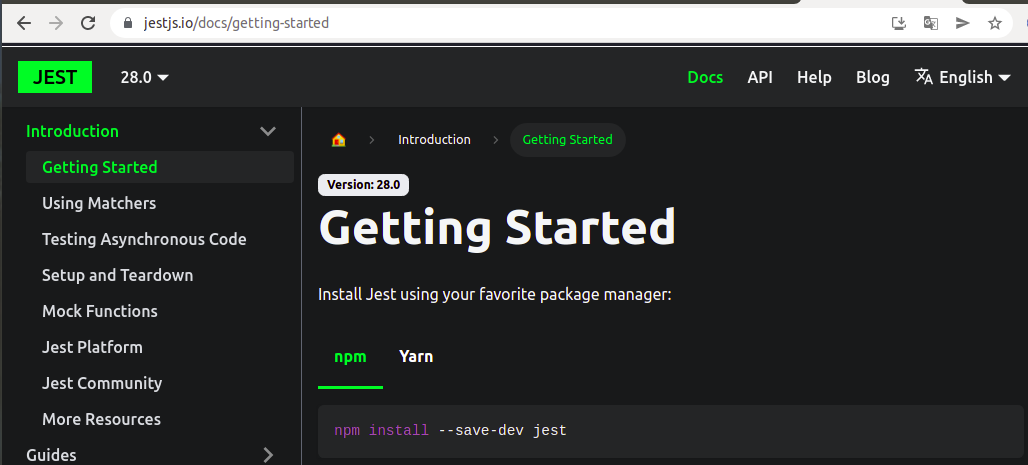 jestjs.io/docs/getting-started
JEST 28.0 Docs API Help Blog English
Introduction
Getting Started
Using Matchers
Testing Asynchronous Code
Setup and Teardown
Mock Functions
Jest Platform
Jest Community
More Resources
Guides
Introduction Getting Started
Version: 28.0
Getting Started
Install Jest using your favorite package manager:
npm Yarn
npm install --save-dev jest